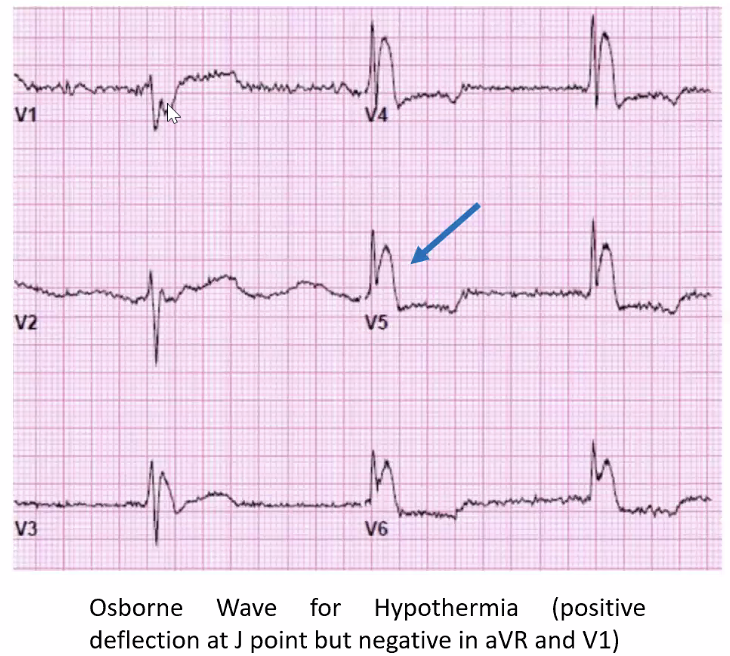 V1
V4
V2
V5
V3
V6
Osborne Wave for Hypothermia (positive
deflection at J point but negative in aVR and V1)